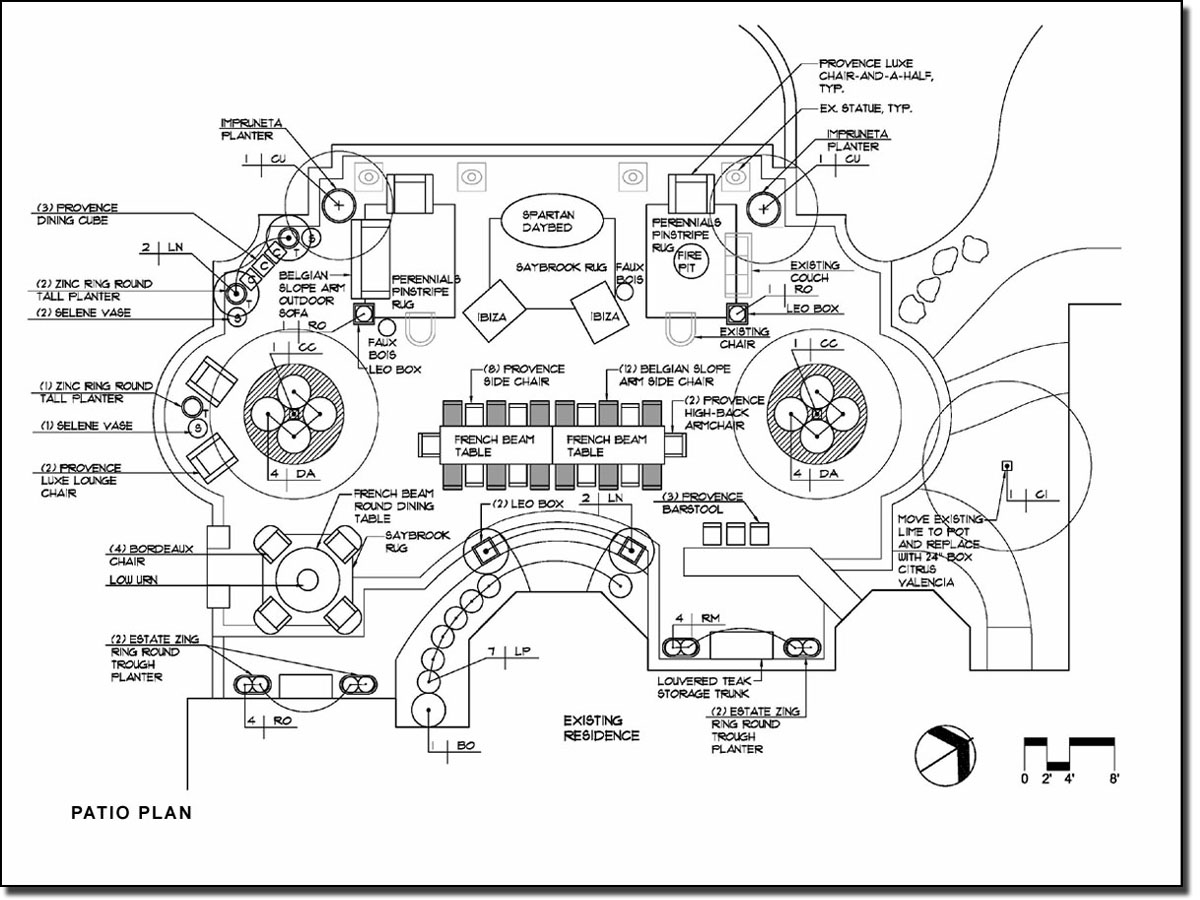 PROVENCE LUXE
CHAIR-AND-A-HALF,
TYP.
EX. STATUE, TYP.
IMPRUNETA
PLANTER
1 CU
IMPRUNETA
PLANTER
1 CU
(3) PROVENCE
DINING CUBE
2 LN
(2) ZINC RING ROUND
TALL PLANTER
(2) SELENE VASE
S
T
C
C
C
T
S
BELGIAN
SLOPE ARM
OUTDOOR
SOFA
1 RO
PERENNIALS
PINSTRIPE
RUG
SPARTAN
DAYBED
SAYBROOK RUG
FAUX
BOIS
IBIZA
IBIZA
PERENNIALS
PINSTRIPE
RUG
FIRE
PIT
EXISTING
COUCH
1 RO
LEO BOX
EXISTING
CHAIR
FAUX
BOIS
LEO BOX
1 CC
1 CC
(1) ZINC RING ROUND
TALL PLANTER
T
(1) SELENE VASE
S
(2) PROVENCE
LUXE LOUNGE
CHAIR
4 DA
(8) PROVENCE
SIDE CHAIR
(12) BELGIAN SLOPE
ARM SIDE CHAIR
(2) PROVENCE
HIGH-BACK
ARMCHAIR
FRENCH BEAM
TABLE
FRENCH BEAM
TABLE
4 DA
FRENCH BEAM
ROUND DINING
TABLE
SAYBROOK
RUG
(2) LEO BOX
2 LN
(3) PROVENCE
BARSTOOL
1 CI
MOVE EXISTING
LIME TO POT
AND REPLACE
WITH 24" BOX
CITRUS
VALENCIA
(4) BORDEAUX
CHAIR
LOW URN
(2) ESTATE ZING
RING ROUND
TROUGH
PLANTER
4 RO
7 LP
1 BO
4 RM
LOUVERED TEAK
STORAGE TRUNK
(2) ESTATE ZING
RING ROUND
TROUGH
PLANTER
EXISTING
RESIDENCE
0 2' 4' 8'
PATIO PLAN